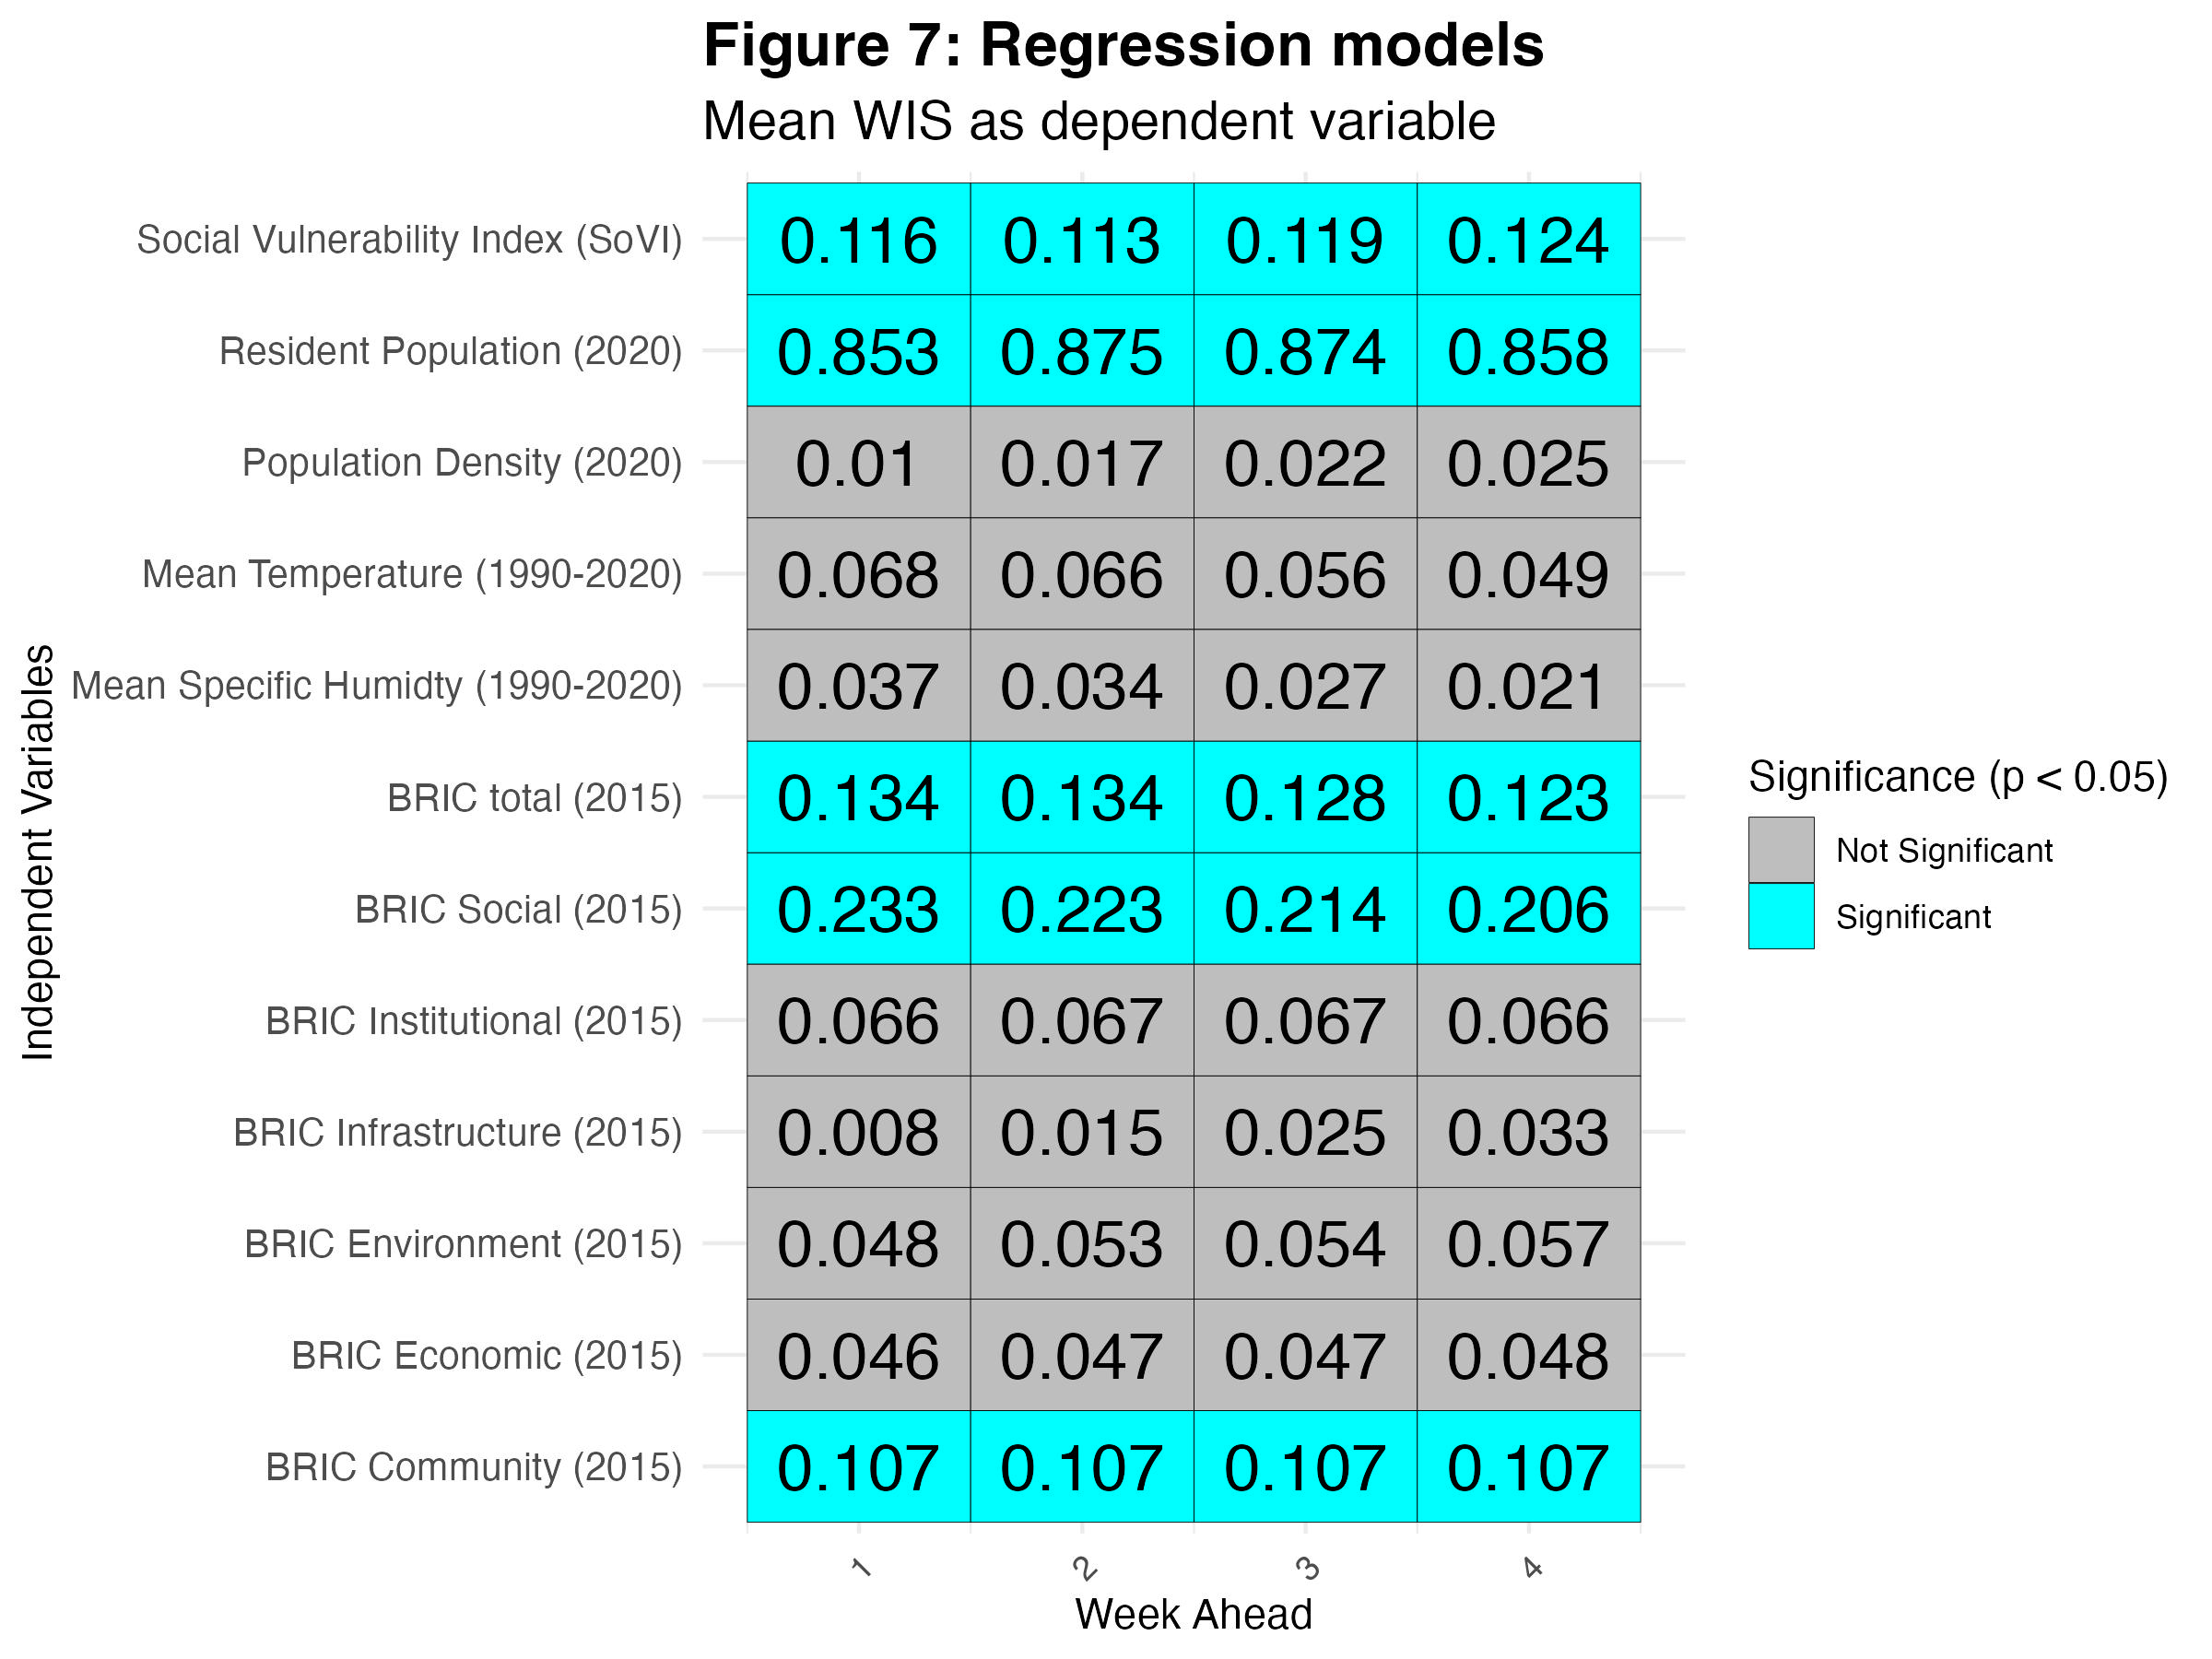 Figure 7: Regression models
Mean WIS as dependent variable
Independent Variables
Social Vulnerability Index (SoVI) 0.116 0.113 0.119 0.124
Resident Population (2020) 0.853 0.875 0.874 0.858
Population Density (2020) 0.01 0.017 0.022 0.025
Mean Temperature (1990-2020) 0.068 0.066 0.056 0.049
Mean Specific Humidty (1990-2020) 0.037 0.034 0.027 0.021
BRIC total (2015) 0.134 0.134 0.128 0.123
BRIC Social (2015) 0.233 0.223 0.214 0.206
BRIC Institutional (2015) 0.066 0.067 0.067 0.066
BRIC Infrastructure (2015) 0.008 0.015 0.025 0.033
BRIC Environment (2015) 0.048 0.053 0.054 0.057
BRIC Economic (2015) 0.046 0.047 0.047 0.048
BRIC Community (2015) 0.107 0.107 0.107 0.107
1 2 3 4
Week Ahead
Significance (p < 0.05)
Not Significant
Significant